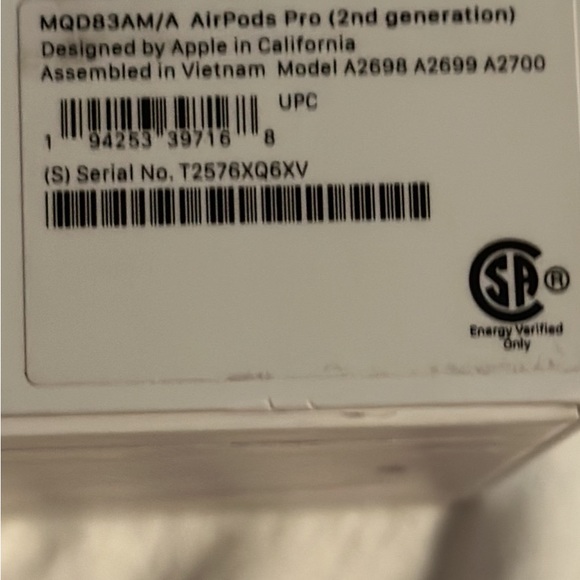 MQD83AM/A AirPods Pro (2nd generation)
Designed by Apple in California
Assembled in Vietnam Model A2698 A2699 A2700
UPC
1 94253 39716 8
(S) Serial No. T2576XQ6XV
SA ®
Energy Verified
Only